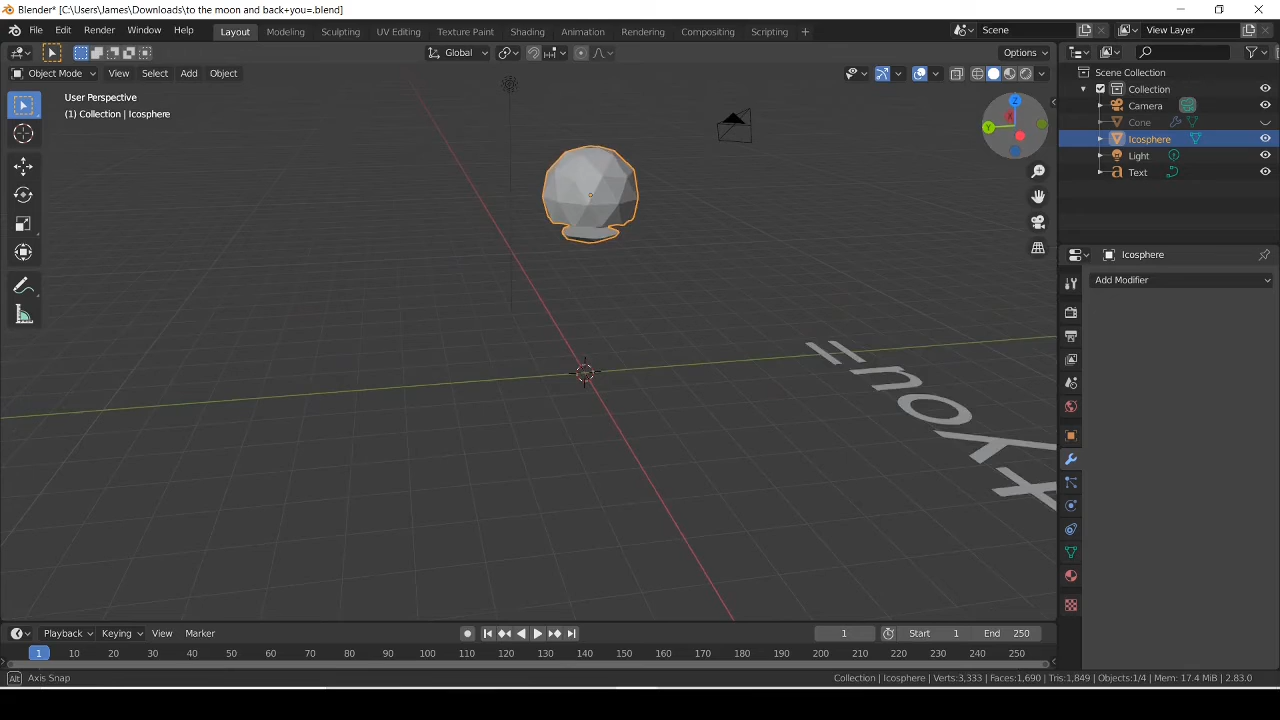 Blender* [C:\Users\James\Downloads\to the moon and back+you=.blend]
File Edit Render Window Help Layout Modeling Sculpting UV Editing Texture Paint Shading Animation Rendering Compositing Scripting + Scene View Layer
Global Options
Object Mode View Select Add Object
User Perspective
(1) Collection | Icosphere
Scene Collection
Collection
Camera
Cone
Icosphere
Light
Text
Z
Y
X
Icosphere
Add Modifier
+you=
Playback Keying View Marker 1 Start 1 End 250
1 10 20 30 40 50 60 70 80 90 100 110 120 130 140 150 160 170 180 190 200 210 220 230 240 250
Alt Axis Snap Collection | Icosphere | Verts:3,333 | Faces:1,690 | Tris:1,849 | Objects:1/4 | Mem: 17.4 MiB | 2.83.0